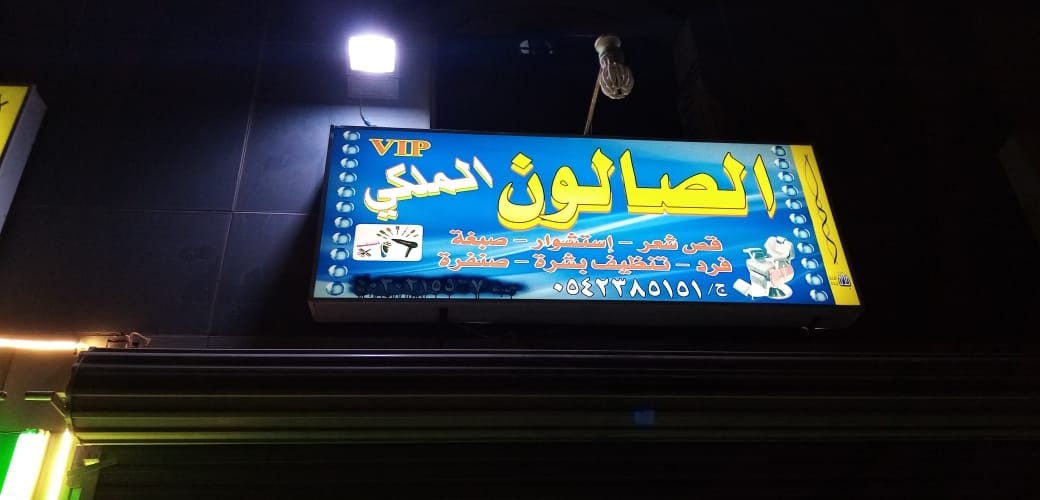 VIP
الصالون الملكي
قص شعر - إستشوار - صبغة
فرد - تنظيف بشرة - صنفرة
ج/ ٠٥٤٢٣٨٥١٥١